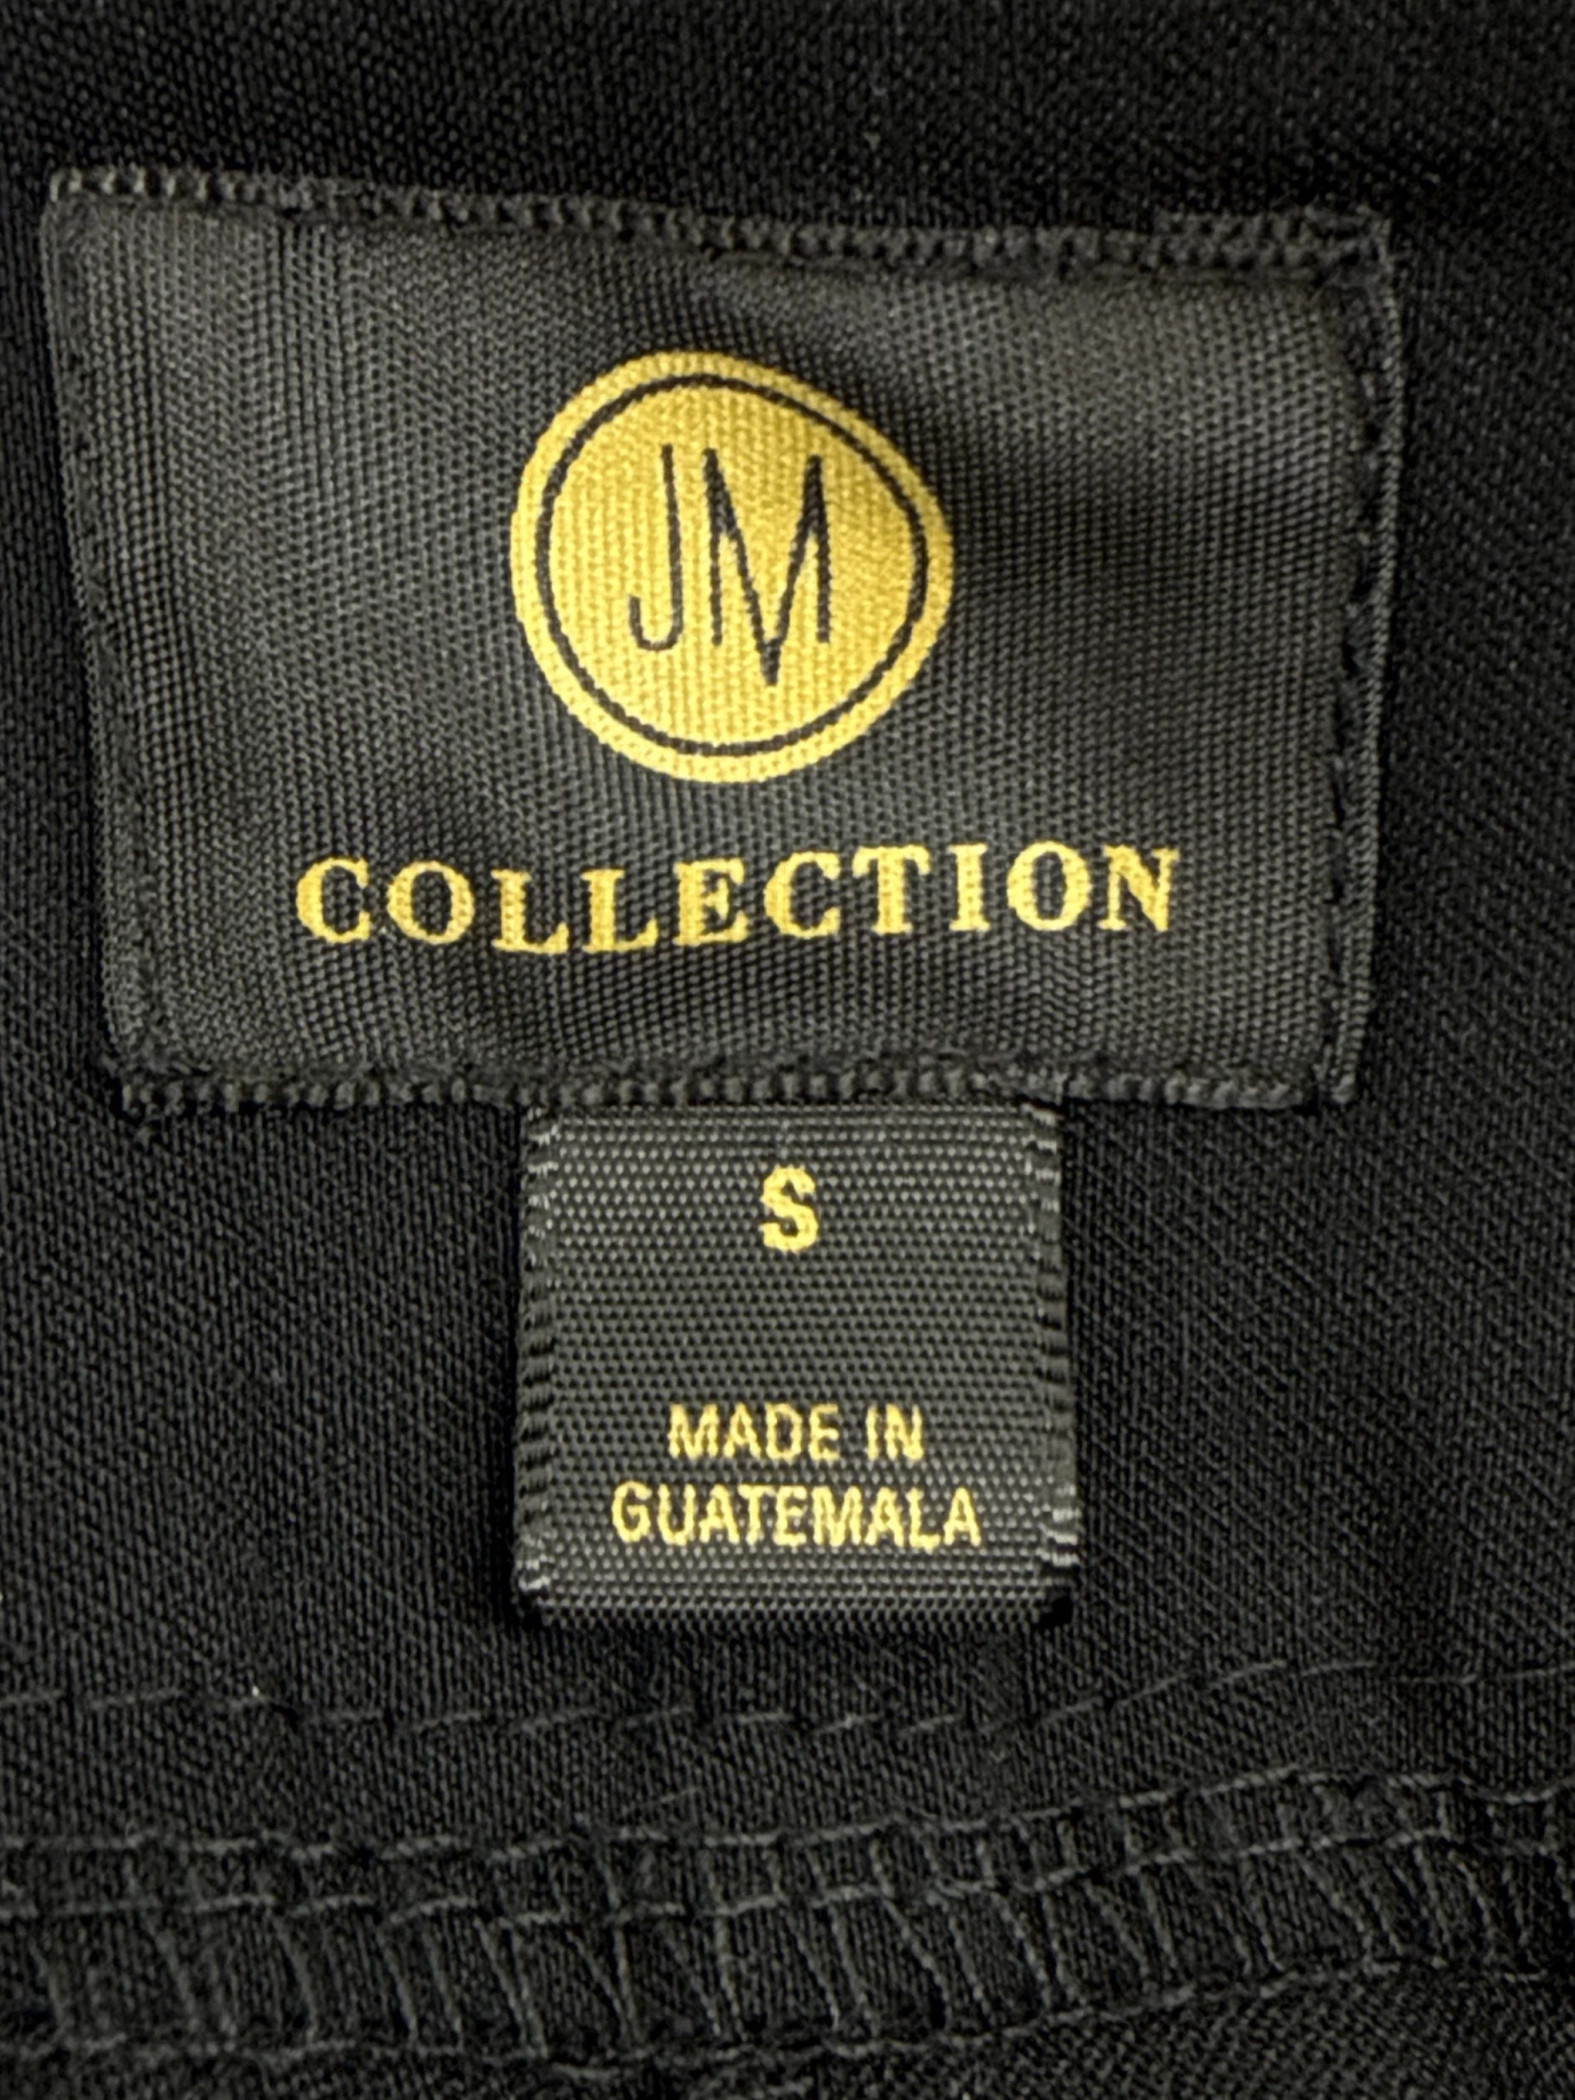 JM
COLLECTION
S
MADE IN
GUATEMALA